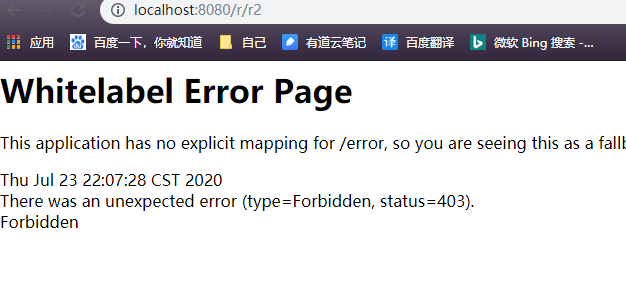 localhost:8080/r/r2
应用 百度一下，你就知道 自己 有道云笔记 译 百度翻译 微软 Bing 搜索 -...
Whitelabel Error Page
This application has no explicit mapping for /error, so you are seeing this as a fallb
Thu Jul 23 22:07:28 CST 2020
There was an unexpected error (type=Forbidden, status=403).
Forbidden